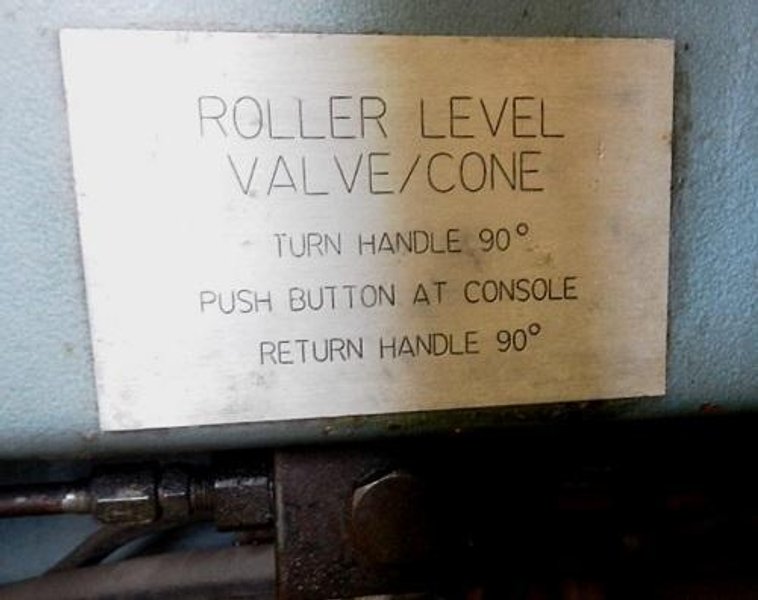 ROLLER LEVEL
VALVE/CONE
TURN HANDLE 90°
PUSH BUTTON AT CONSOLE
RETURN HANDLE 90°